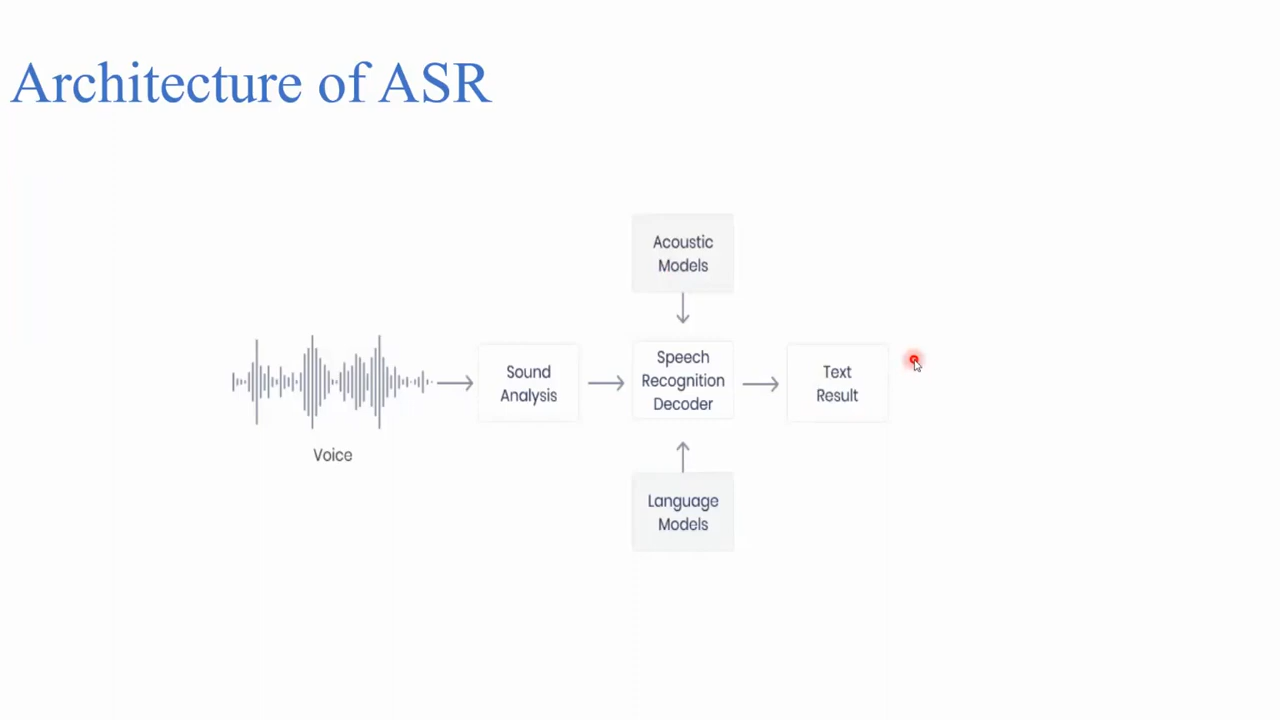 Architecture of ASR
Acoustic
Models
Voice
Sound
Analysis
Speech
Recognition
Decoder
Text
Result
Language
Models